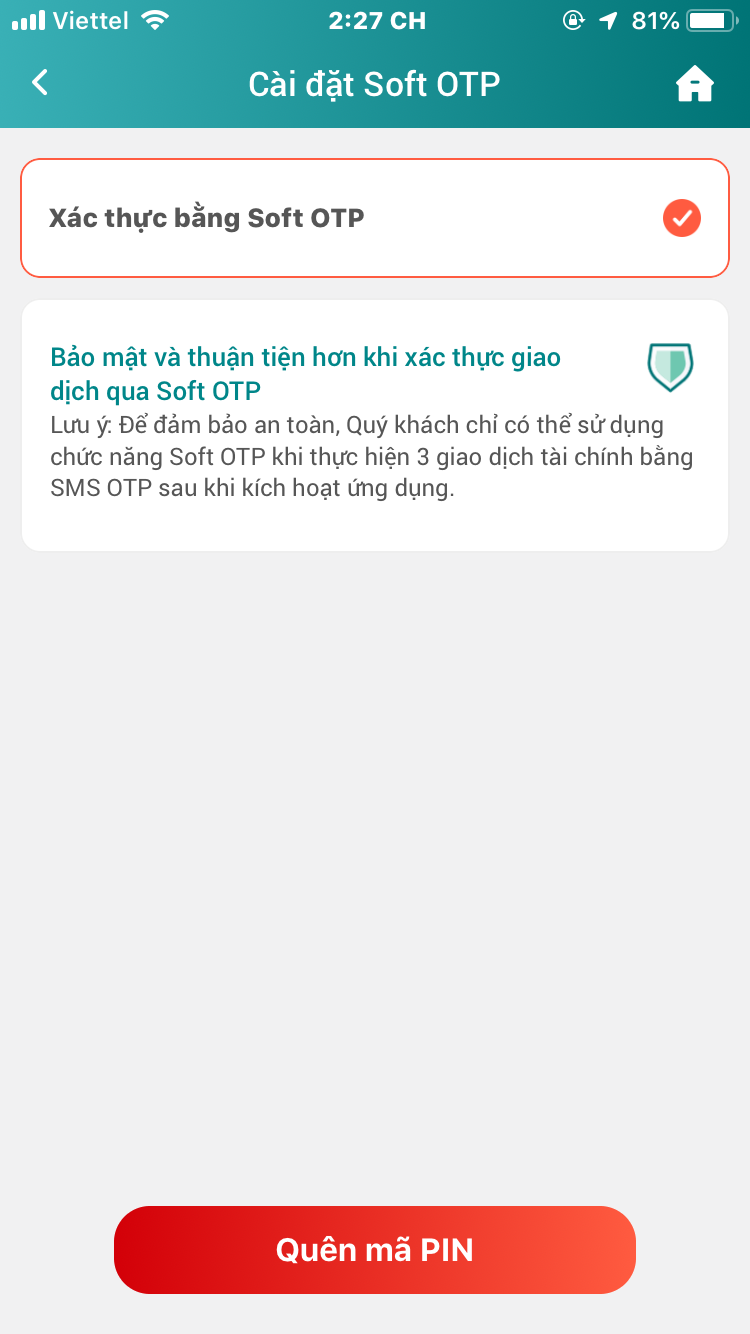 Viettel 2:27 CH 81%
Cài đặt Soft OTP
Xác thực bằng Soft OTP
Bảo mật và thuận tiện hơn khi xác thực giao
dịch qua Soft OTP
Lưu ý: Để đảm bảo an toàn, Quý khách chỉ có thể sử dụng
chức năng Soft OTP khi thực hiện 3 giao dịch tài chính bằng
SMS OTP sau khi kích hoạt ứng dụng.
Quên mã PIN